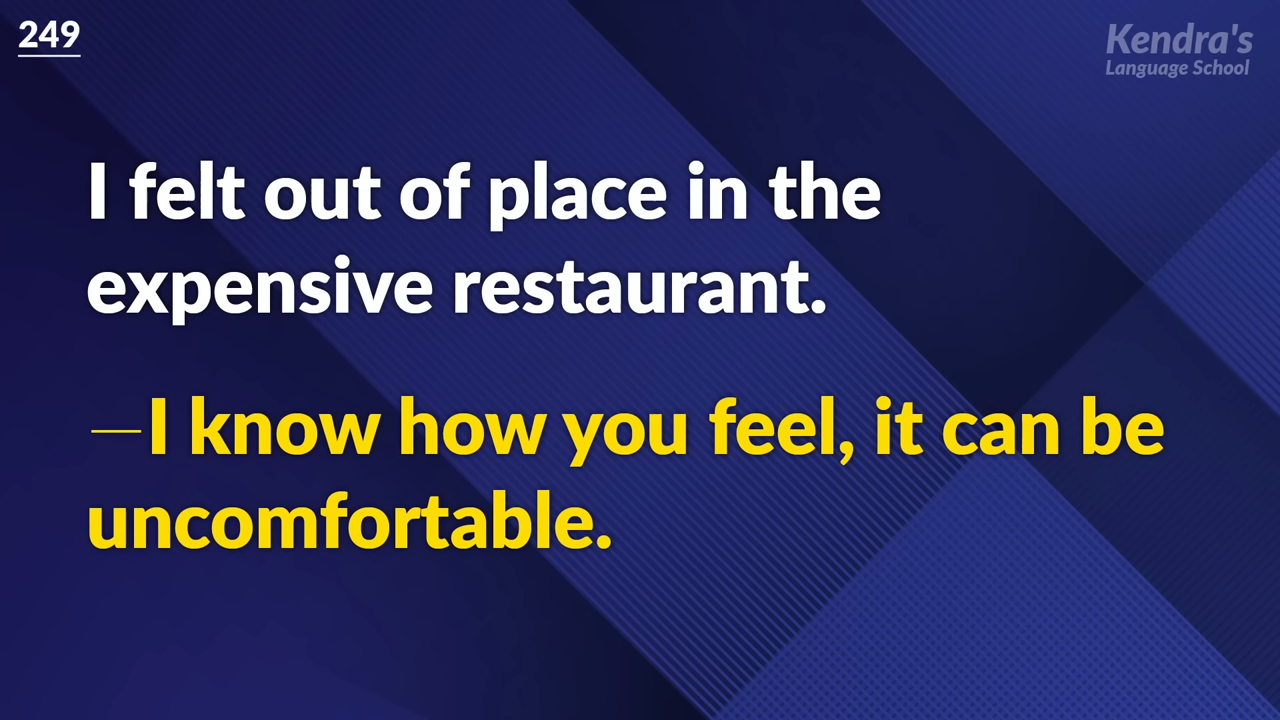 249
Kendra's
Language School
I felt out of place in the
expensive restaurant.
—I know how you feel, it can be
uncomfortable.